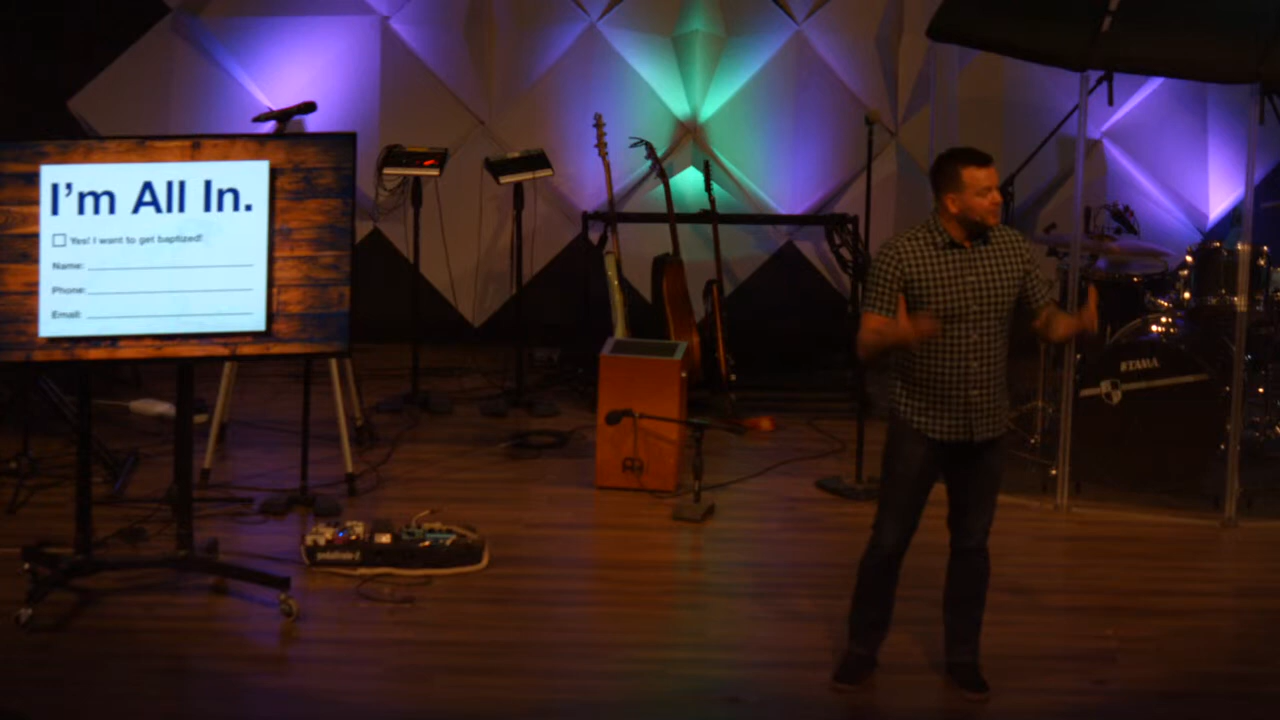 I'm All In.
Yes! I want to get baptized!
Name:
Phone:
Email:
TAMA